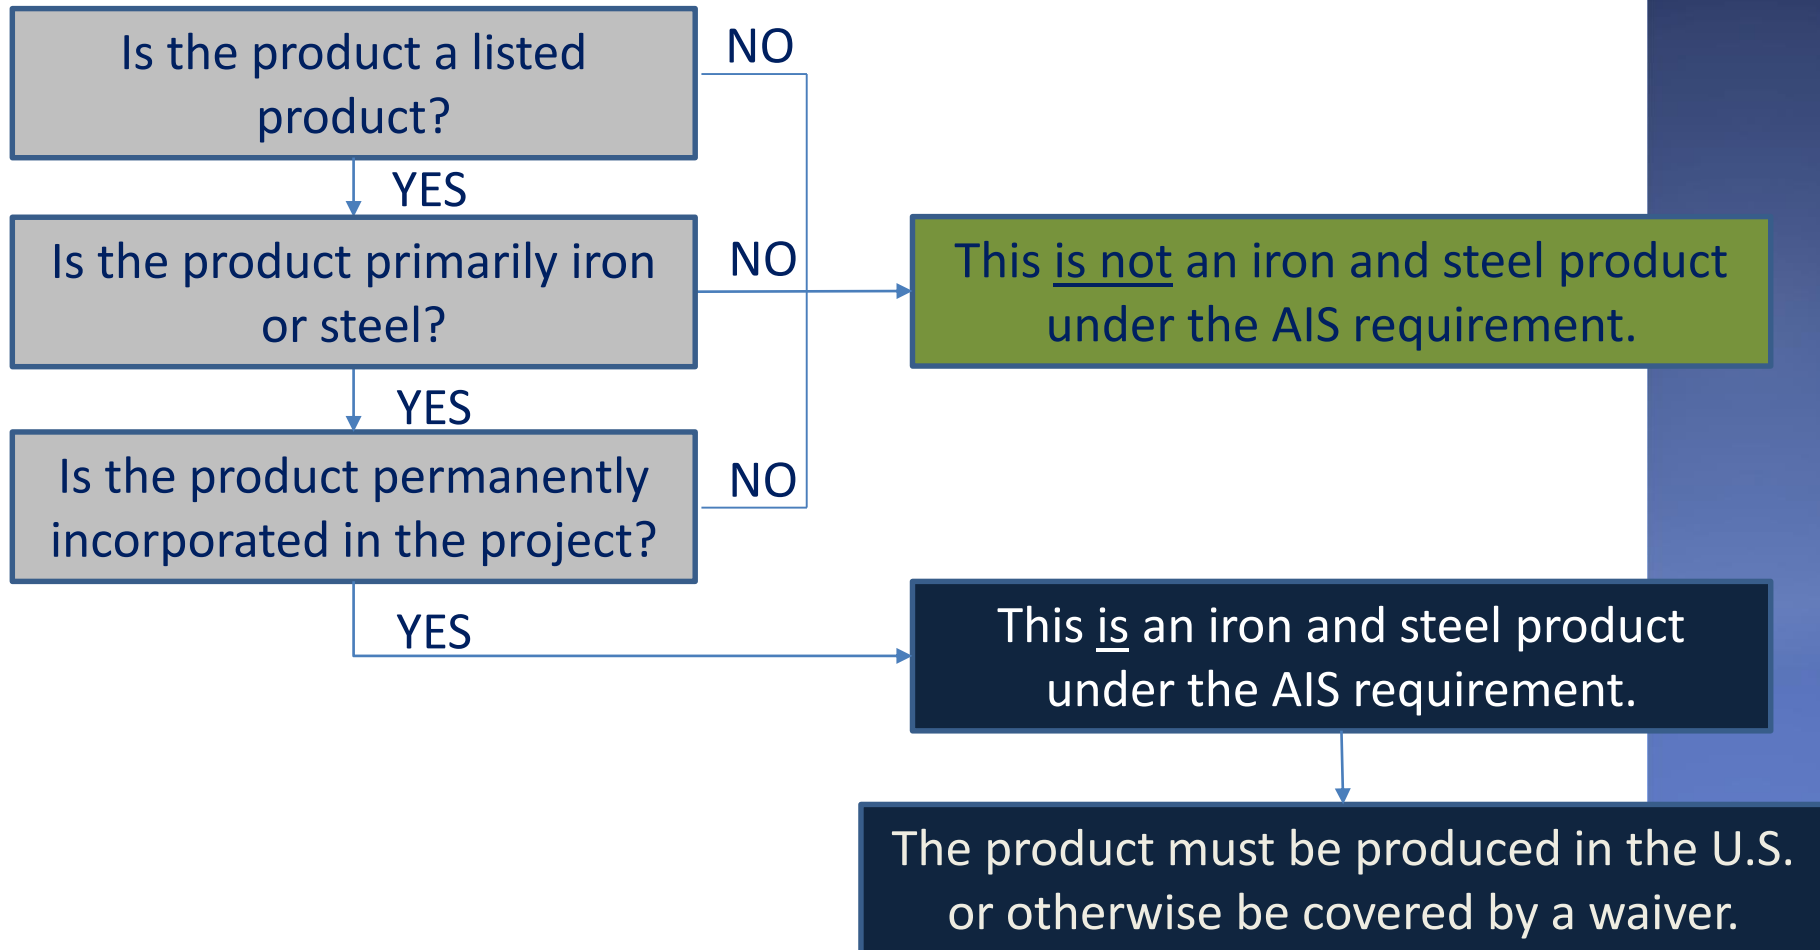 Is the product a listed
product?
NO
YES
Is the product primarily iron
or steel?
NO
This is not an iron and steel product
under the AIS requirement.
YES
Is the product permanently
incorporated in the project?
NO
YES
This is an iron and steel product
under the AIS requirement.
The product must be produced in the U.S.
or otherwise be covered by a waiver.